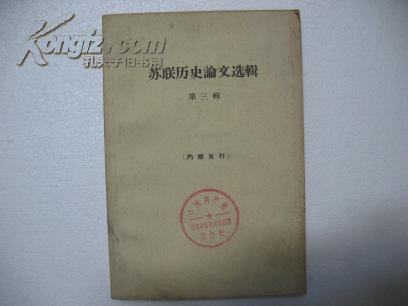 Kongfz.com
孔夫子旧书网
苏联历史論文选輯
第三輯
(内部发行)